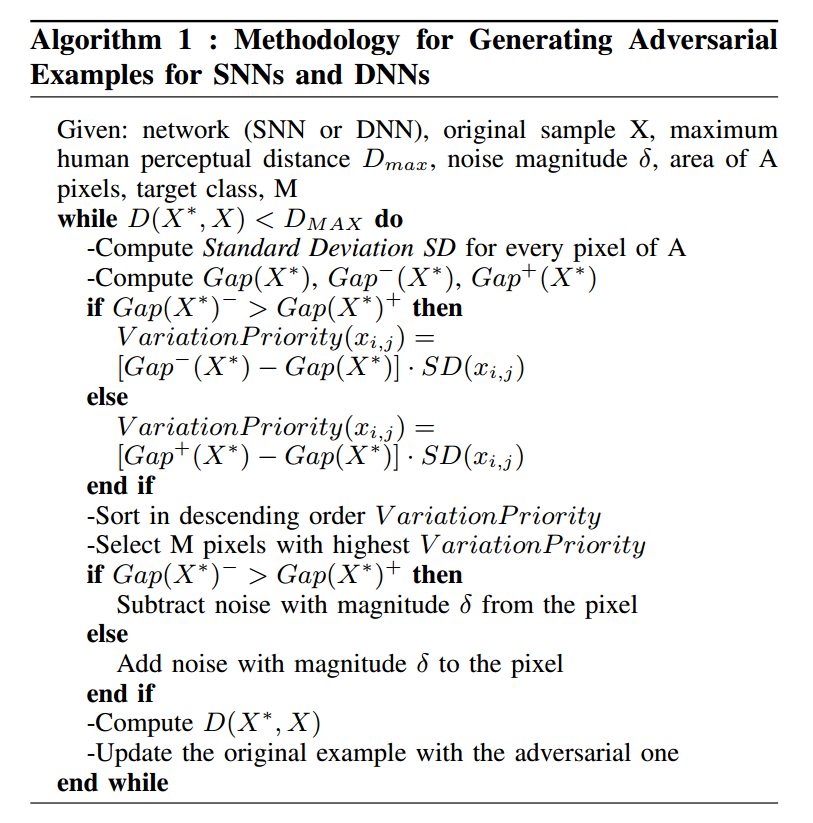 Algorithm 1 : Methodology for Generating Adversarial
Examples for SNNs and DNNs
Given: network (SNN or DNN), original sample X, maximum
human perceptual distance D_{max}, noise magnitude δ, area of A
pixels, target class, M
while D(X*, X) < D_{MAX} do
-Compute Standard Deviation SD for every pixel of A
-Compute Gap(X*), Gap⁻(X*), Gap⁺(X*)
if Gap(X*)⁻ > Gap(X*)⁺ then
VariationPriority(x_{i,j}) =
[Gap⁻(X*) − Gap(X*)] · SD(x_{i,j})
else
VariationPriority(x_{i,j}) =
[Gap⁺(X*) − Gap(X*)] · SD(x_{i,j})
end if
-Sort in descending order VariationPriority
-Select M pixels with highest VariationPriority
if Gap(X*)⁻ > Gap(X*)⁺ then
Subtract noise with magnitude δ from the pixel
else
Add noise with magnitude δ to the pixel
end if
-Compute D(X*, X)
-Update the original example with the adversarial one
end while